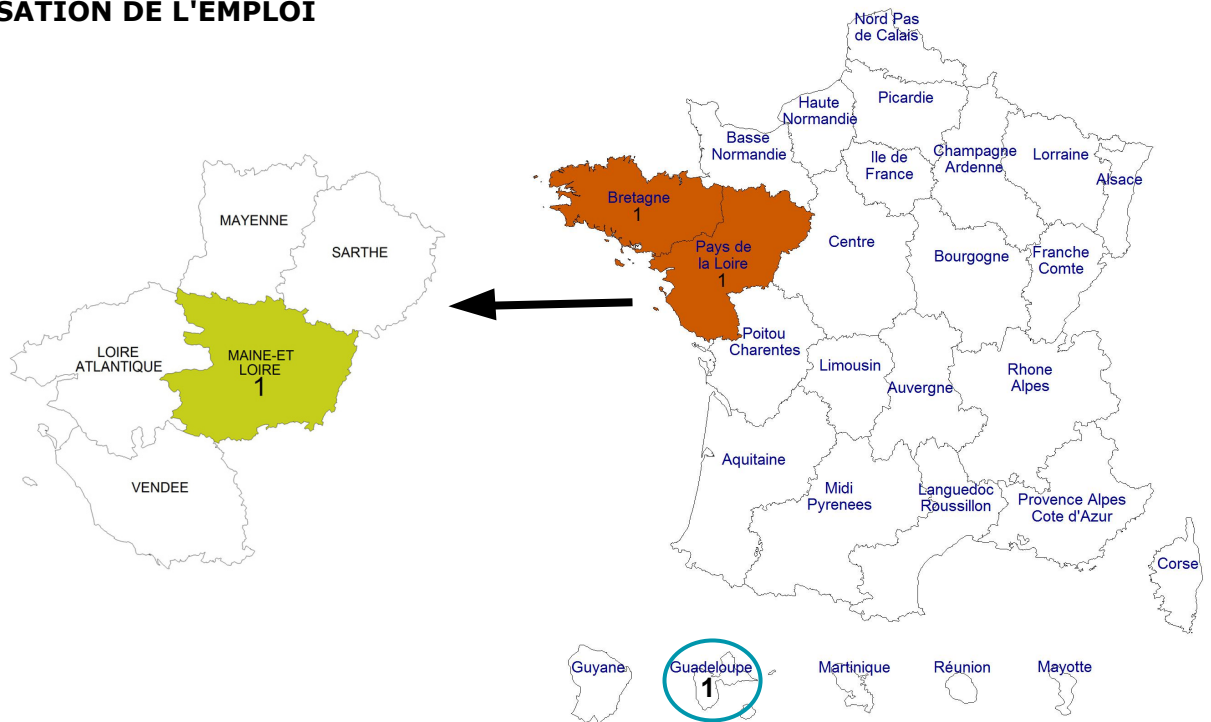 SATION DE L'EMPLOI
MAYENNE
SARTHE
LOIRE
ATLANTIQUE
MAINE-ET
LOIRE
1
VENDEE
Nord Pas
de Calais
Picardie
Haute
Normandie
Basse
Normandie
Ile de
France
Champagne
Ardenne
Lorraine
Alsace
Bretagne
1
Pays de
la Loire
1
Centre
Bourgogne
Franche
Comte
Poitou
Charentes
Limousin
Auvergne
Rhone
Alpes
Aquitaine
Midi
Pyrenees
Languedoc
Roussillon
Provence Alpes
Cote d'Azur
Corse
Guyane
Guadeloupe
1
Martinique
Réunion
Mayotte